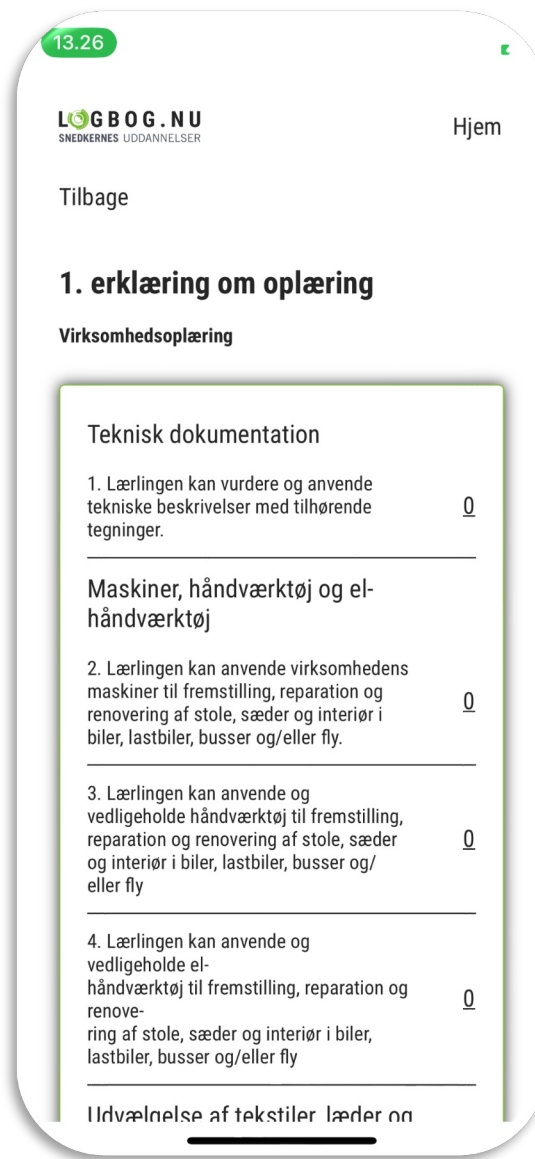 13.26
LOGBOG.NU
SNEDKERNES UDDANNELSER
Hjem
Tilbage
1. erklæring om oplæring
Virksomhedsoplæring
Teknisk dokumentation
1. Lærlingen kan vurdere og anvende
tekniske beskrivelser med tilhørende
tegninger.
0
Maskiner, håndværktøj og el-
håndværktøj
2. Lærlingen kan anvende virksomhedens
maskiner til fremstilling, reparation og
renovering af stole, sæder og interiør i
biler, lastbiler, busser og/eller fly.
0
3. Lærlingen kan anvende og
vedligeholde håndværktøj til fremstilling,
reparation og renovering af stole, sæder
og interiør i biler, lastbiler, busser og/
eller fly
0
4. Lærlingen kan anvende og
vedligeholde el-
håndværktøj til fremstilling, reparation og
renove-
ring af stole, sæder og interiør i biler,
lastbiler, busser og/eller fly
0
Udvælgelse af tekstiler, læder og